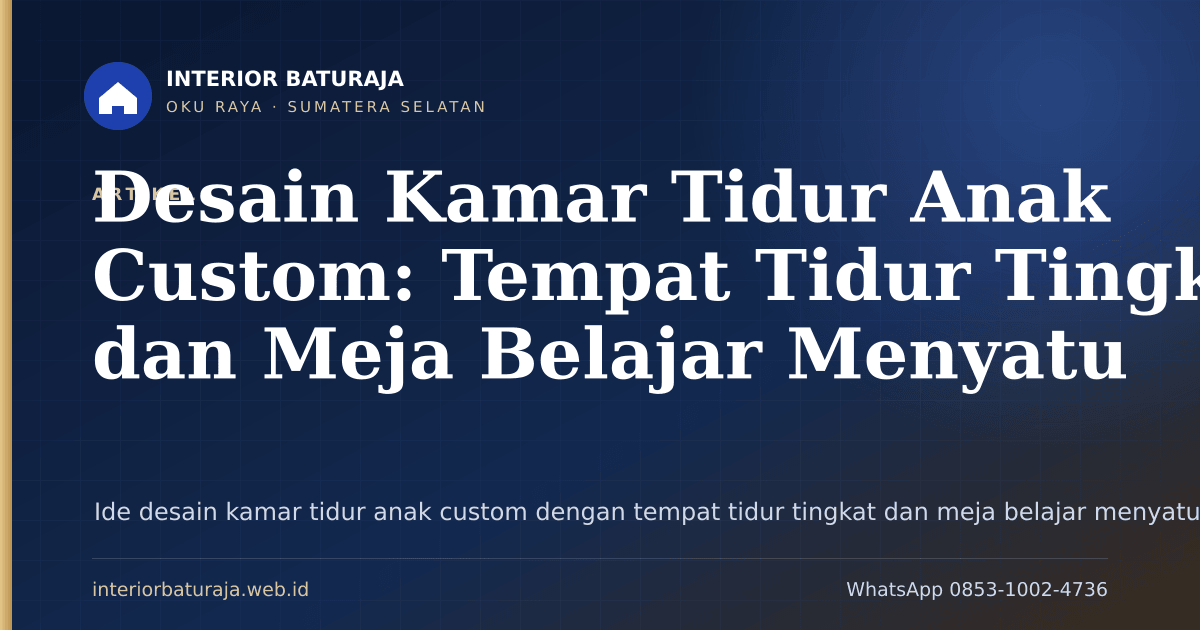 INTERIOR BATURAJA
OKU RAYA · SUMATERA SELATAN
ARTIKEL
Desain Kamar Tidur Anak
Custom: Tempat Tidur Tingk
dan Meja Belajar Menyatu
Ide desain kamar tidur anak custom dengan tempat tidur tingkat dan meja belajar menyatu
interiorbaturaja.web.id
WhatsApp 0853-1002-4736